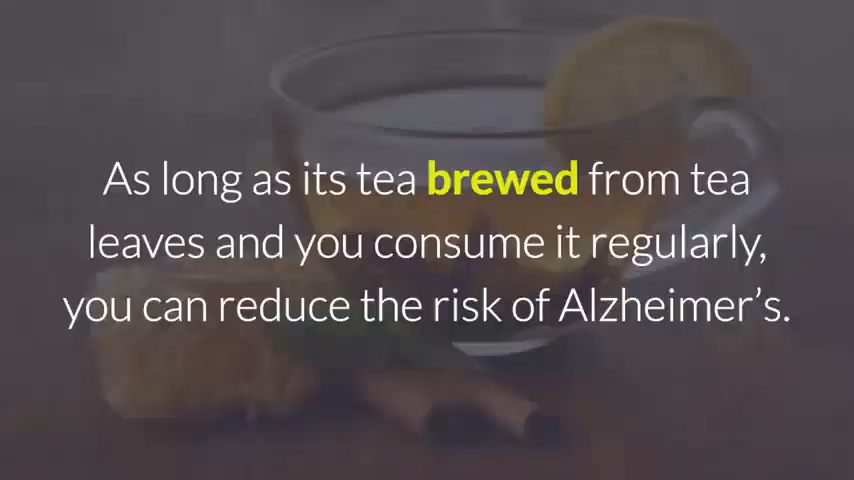 As long as its tea brewed from tea
leaves and you consume it regularly,
you can reduce the risk of Alzheimer’s.